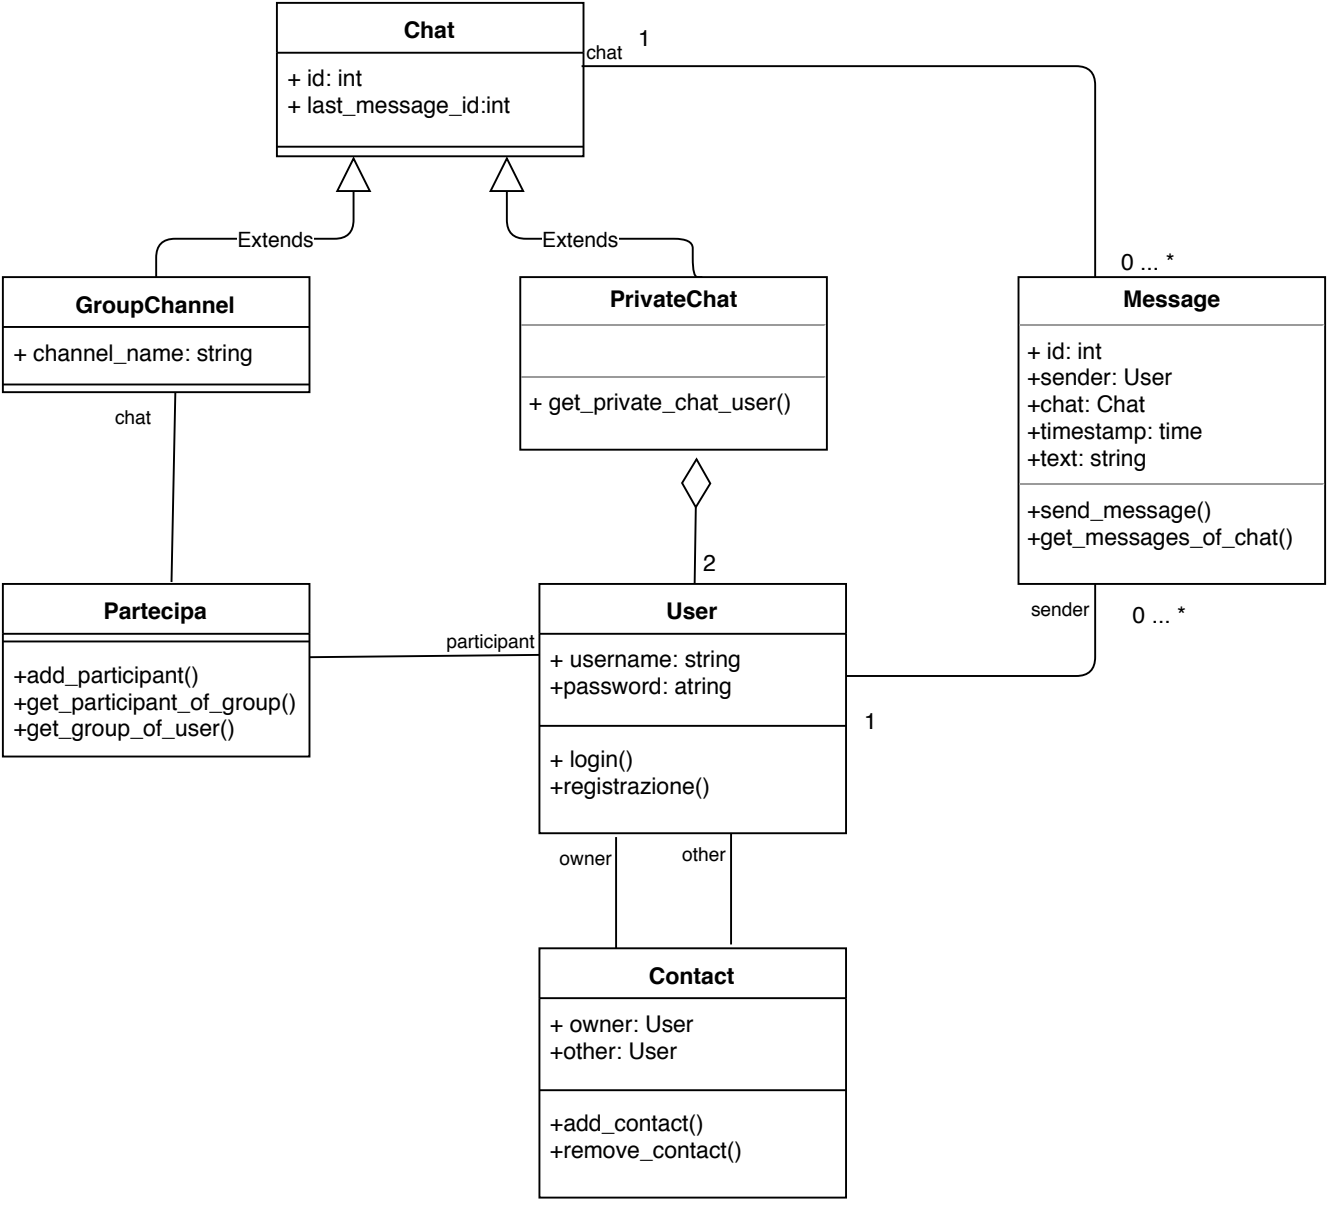 Chat
+ id: int
+ last_message_id:int
chat
1
Extends
Extends
GroupChannel
+ channel_name: string
chat
PrivateChat
+ get_private_chat_user()
2
0 ... *
Message
+ id: int
+sender: User
+chat: Chat
+timestamp: time
+text: string
+send_message()
+get_messages_of_chat()
sender
0 ... *
Partecipa
+add_participant()
+get_participant_of_group()
+get_group_of_user()
participant
User
+ username: string
+password: atring
+ login()
+registrazione()
1
owner
other
Contact
+ owner: User
+other: User
+add_contact()
+remove_contact()